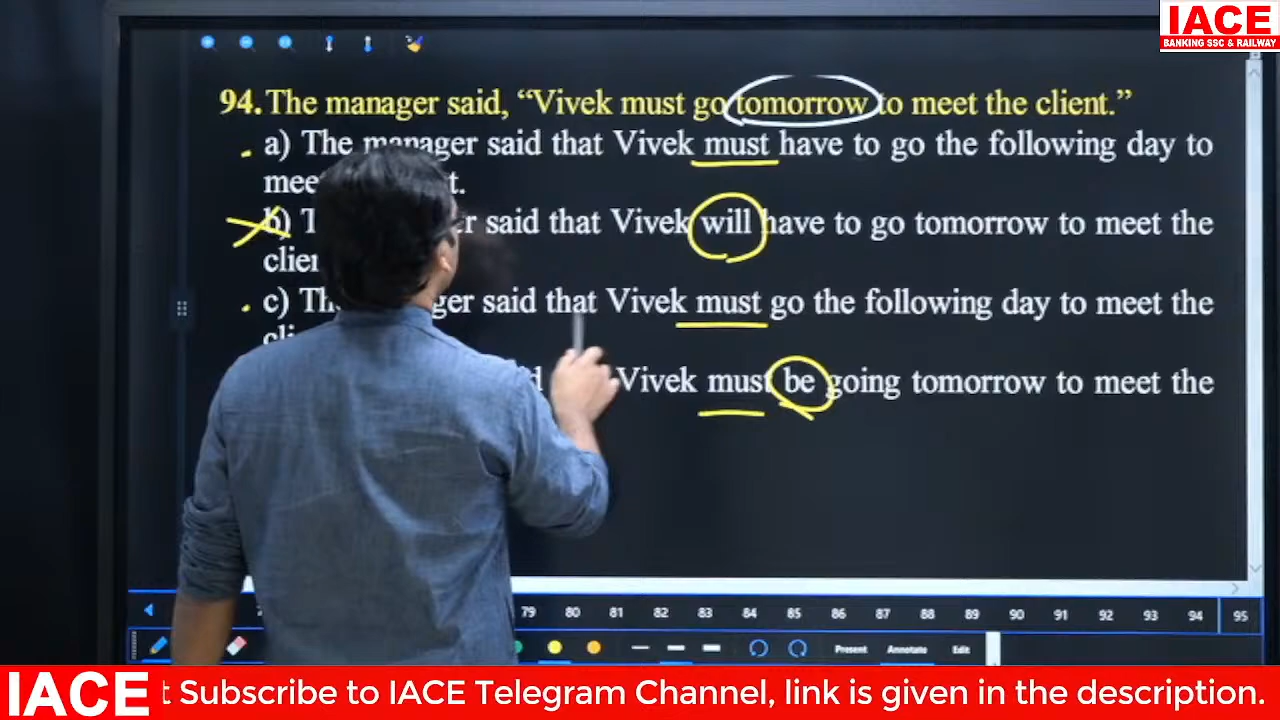 IACE
BANKING SSC & RAILWAY
94. The manager said, “Vivek must go tomorrow to meet the client.”
a) The manager said that Vivek must have to go the following day to
mee t.
b) T r said that Vivek will have to go tomorrow to meet the
clien
c) Th ger said that Vivek must go the following day to meet the
cli
d Vivek must be going tomorrow to meet the
79 80 81 82 83 84 85 86 87 88 89 90 91 92 93 94 95
Present Annotate Edit
IACE t Subscribe to IACE Telegram Channel, link is given in the description.